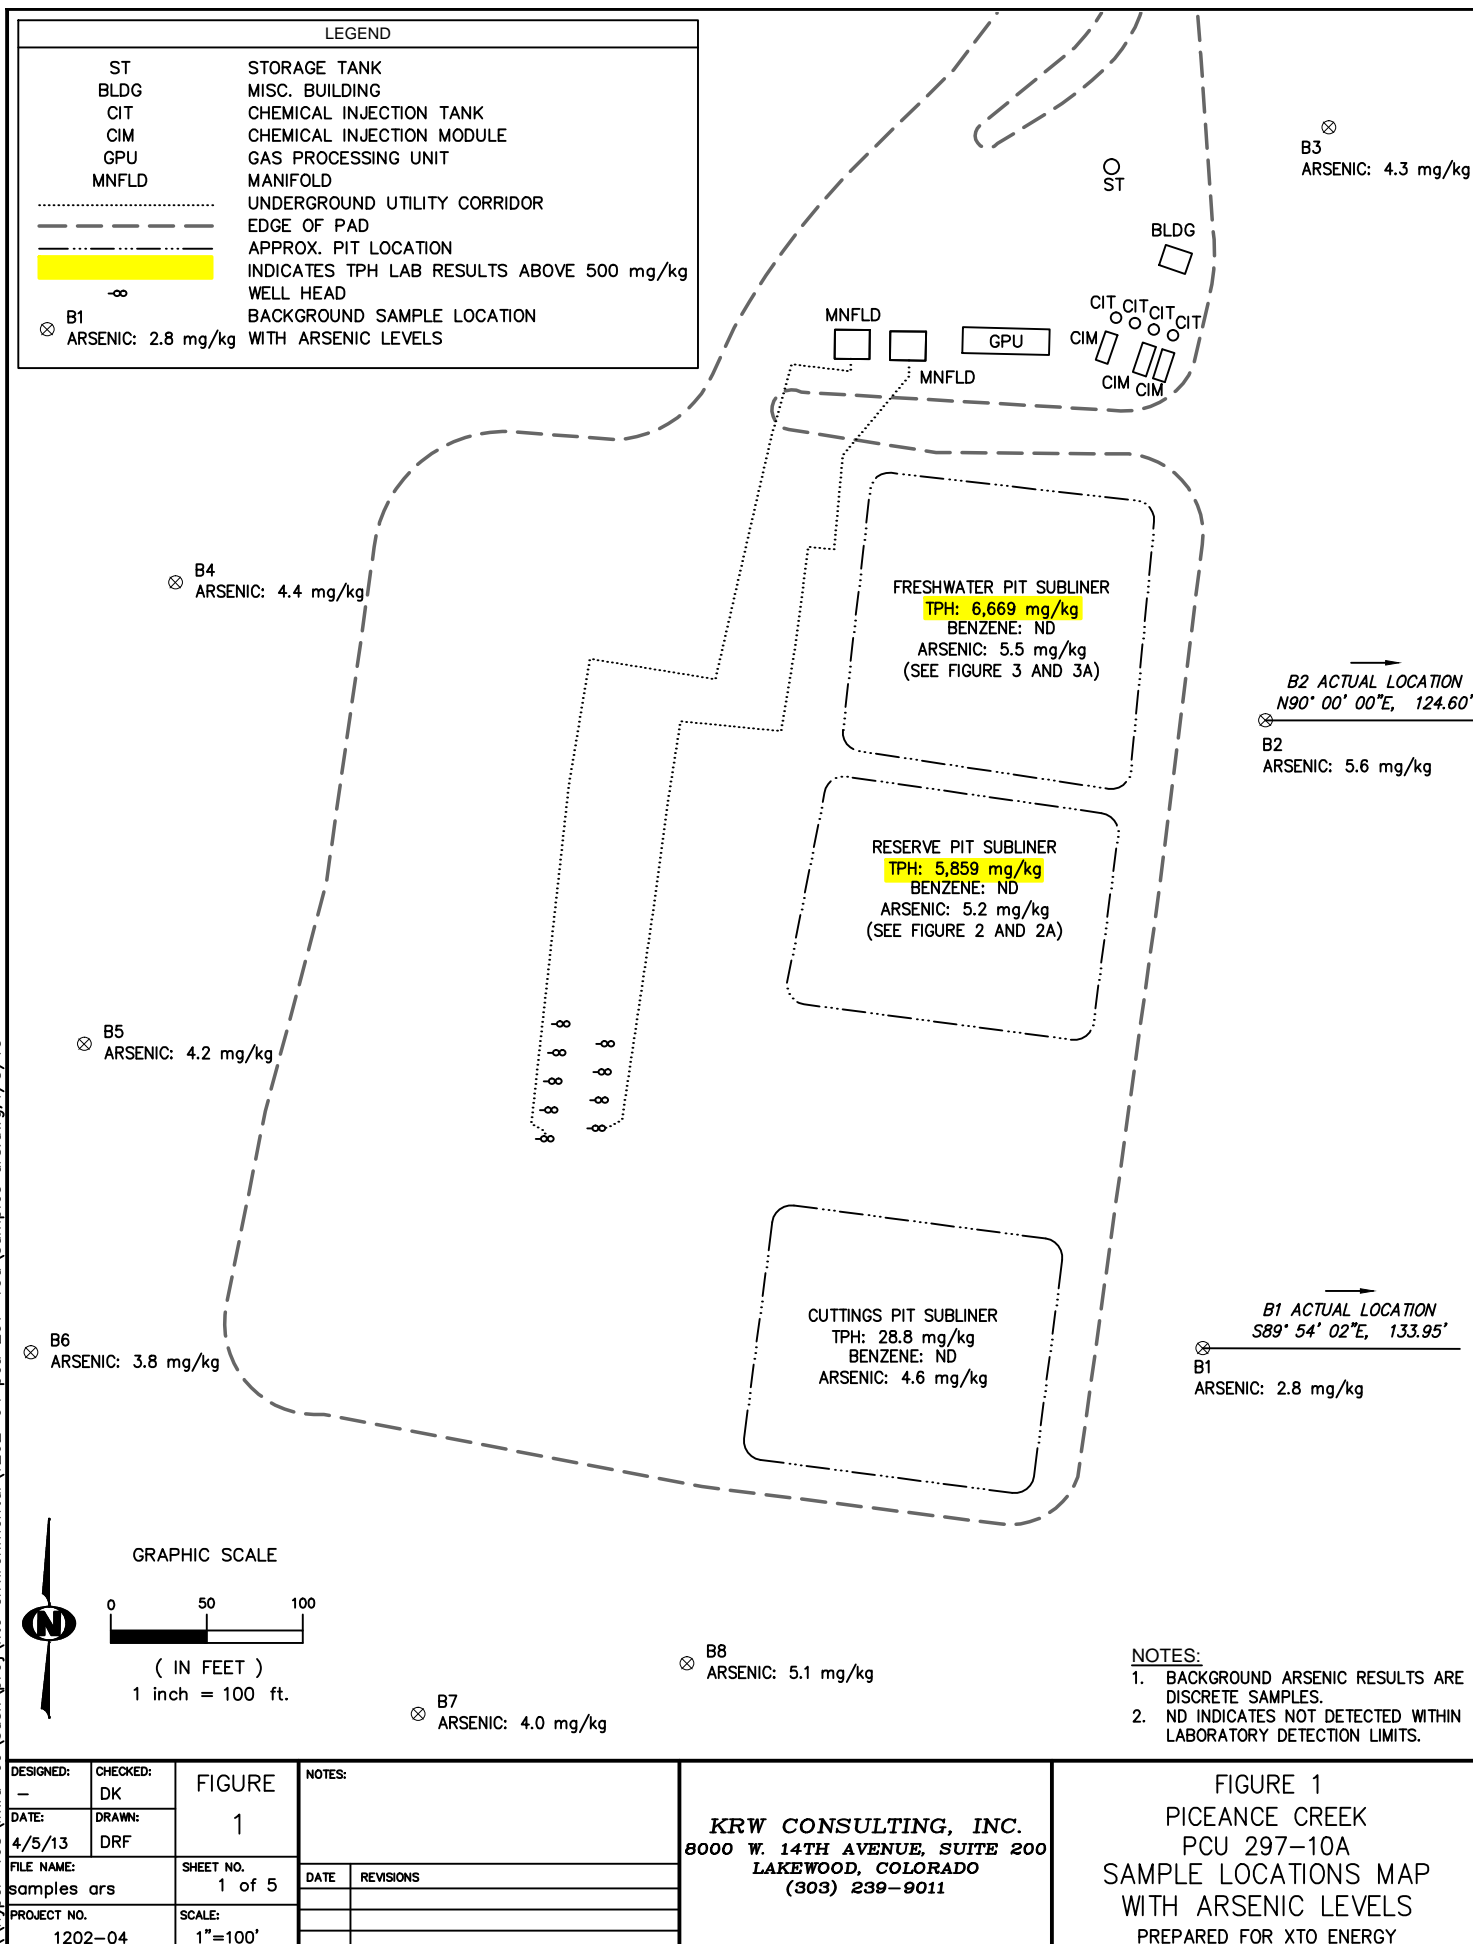 LEGEND
ST STORAGE TANK
BLDG MISC. BUILDING
CIT CHEMICAL INJECTION TANK
CIM CHEMICAL INJECTION MODULE
GPU GAS PROCESSING UNIT
MNFLD MANIFOLD
UNDERGROUND UTILITY CORRIDOR
EDGE OF PAD
APPROX. PIT LOCATION
INDICATES TPH LAB RESULTS ABOVE 500 mg/kg
WELL HEAD
B1 BACKGROUND SAMPLE LOCATION
ARSENIC: 2.8 mg/kg WITH ARSENIC LEVELS
B3
ARSENIC: 4.3 mg/kg
ST
BLDG
CIT CIT CIT CIT
MNFLD
GPU
CIM
MNFLD
CIM CIM
B4
ARSENIC: 4.4 mg/kg
FRESHWATER PIT SUBLINER
TPH: 6,669 mg/kg
BENZENE: ND
ARSENIC: 5.5 mg/kg
(SEE FIGURE 3 AND 3A)
B2 ACTUAL LOCATION
N90° 00' 00"E, 124.60'
B2
ARSENIC: 5.6 mg/kg
RESERVE PIT SUBLINER
TPH: 5,859 mg/kg
BENZENE: ND
ARSENIC: 5.2 mg/kg
(SEE FIGURE 2 AND 2A)
B5
ARSENIC: 4.2 mg/kg
B6
ARSENIC: 3.8 mg/kg
CUTTINGS PIT SUBLINER
TPH: 28.8 mg/kg
BENZENE: ND
ARSENIC: 4.6 mg/kg
B1 ACTUAL LOCATION
S89° 54' 02"E, 133.95'
B1
ARSENIC: 2.8 mg/kg
GRAPHIC SCALE
0 50 100
( IN FEET )
1 inch = 100 ft.
N
B8
ARSENIC: 5.1 mg/kg
B7
ARSENIC: 4.0 mg/kg
NOTES:
1. BACKGROUND ARSENIC RESULTS ARE
DISCRETE SAMPLES.
2. ND INDICATES NOT DETECTED WITHIN
LABORATORY DETECTION LIMITS.
DESIGNED: –
CHECKED: DK
DATE: 4/5/13
DRAWN: DRF
FILE NAME: samples ars
PROJECT NO. 1202–04
FIGURE
1
SHEET NO.
1 of 5
SCALE:
1"=100'
NOTES:
DATE REVISIONS
KRW CONSULTING, INC.
8000 W. 14TH AVENUE, SUITE 200
LAKEWOOD, COLORADO
(303) 239–9011
FIGURE 1
PICEANCE CREEK
PCU 297–10A
SAMPLE LOCATIONS MAP
WITH ARSENIC LEVELS
PREPARED FOR XTO ENERGY